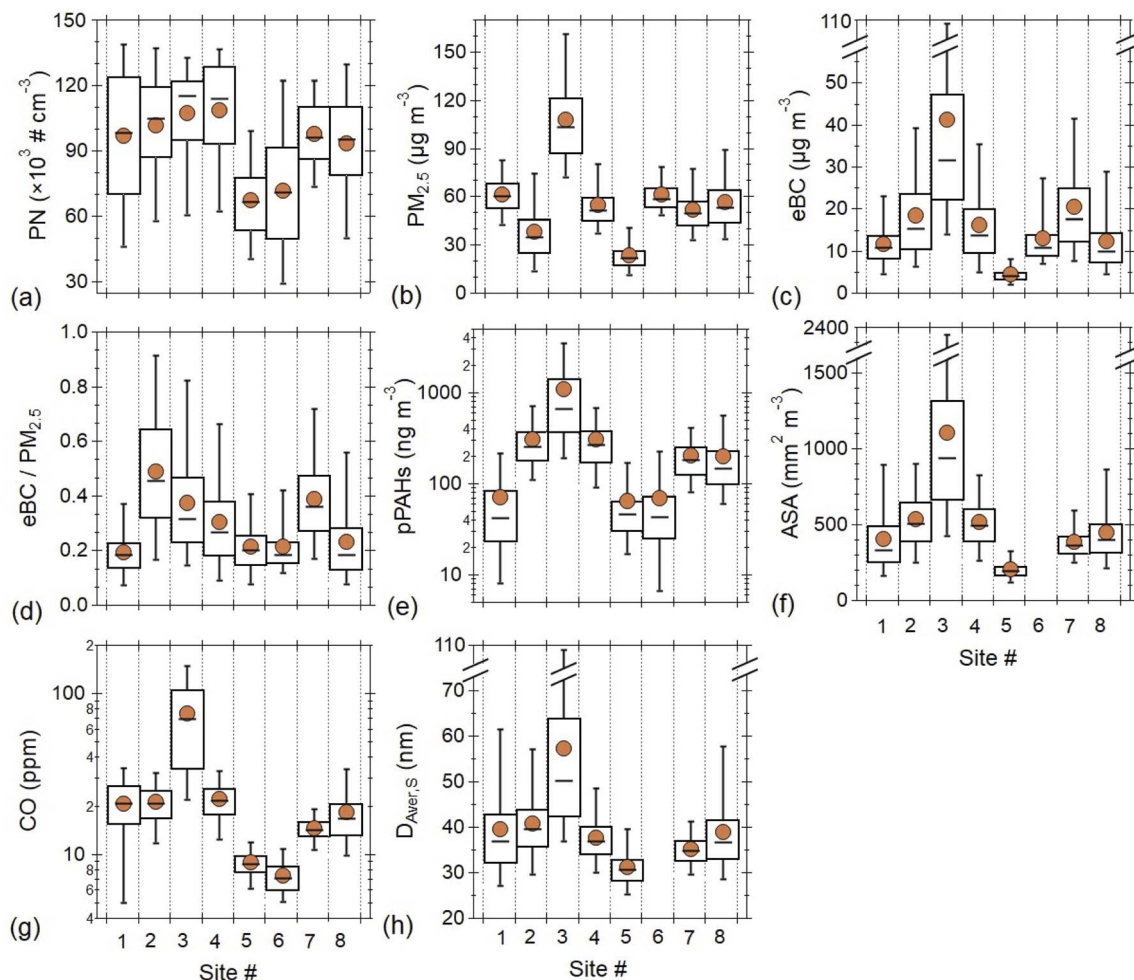 150
120
90
60
30
PN (×10³ # cm⁻³)
(a)
150
120
90
60
30
0
PM₂.₅ (µg m⁻³)
(b)
110
50
40
30
20
10
0
eBC (µg m⁻³)
(c)
1.0
0.8
0.6
0.4
0.2
0.0
eBC / PM₂.₅
(d)
4
2
1000
4
2
100
4
2
10
pPAHs (ng m⁻³)
(e)
2400
1500
1000
500
0
ASA (mm² m⁻³)
(f)
1 2 3 4 5 6 7 8
Site #
2
100
8
6
4
2
10
8
6
4
CO (ppm)
(g)
1 2 3 4 5 6 7 8
Site #
110
70
60
50
40
30
20
D_Aver,S (nm)
(h)
1 2 3 4 5 6 7 8
Site #